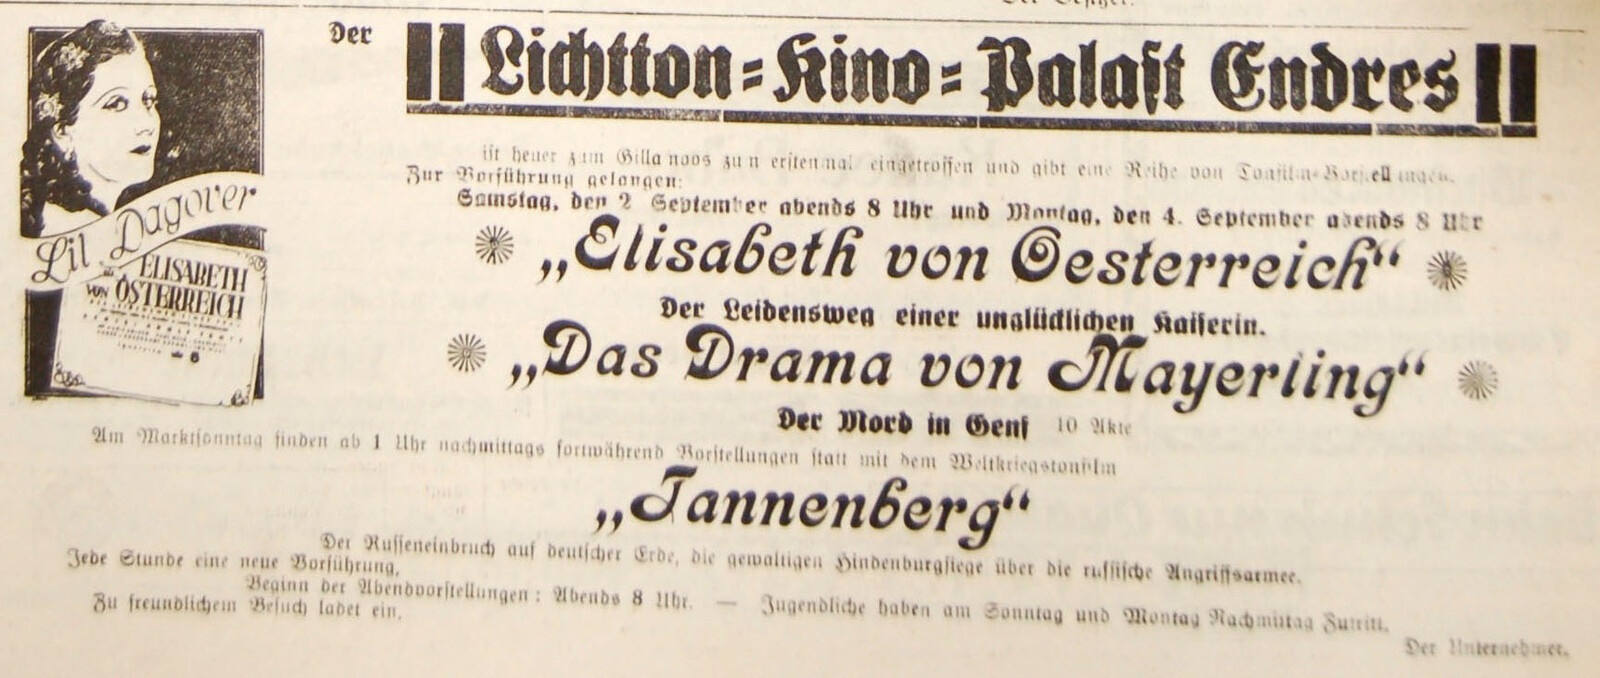 Der
Lichtton-Kino-Palast Endres
ist heuer zum Gillamoos zum erstenmal eingetroffen und gibt eine Reihe von Tonfilm-Vorstellungen.
Zur Vorführung gelangen:
Samstag, den 2. September abends 8 Uhr und Montag, den 4. September abends 8 Uhr
„Elisabeth von Oesterreich“
Der Leidensweg einer unglücklichen Kaiserin.
„Das Drama von Mayerling“
Der Mord in Genf 10 Akte
Am Marktsonntag finden ab 1 Uhr nachmittags fortwährend Vorstellungen statt mit dem Weltkriegstonfilm
„Tannenberg“
Der Russeneinbruch auf deutscher Erde, die gewaltigen Hindenburgsiege über die russische Angriffsarmee.
Jede Stunde eine neue Vorführung.
Beginn der Abendvorstellungen: Abends 8 Uhr. — Jugendliche haben am Sonntag und Montag Nachmittag Zutritt.
Zu freundlichem Besuch ladet ein.
Der Unternehmer.
Lil Dagover
ELISABETH
VON ÖSTERREICH